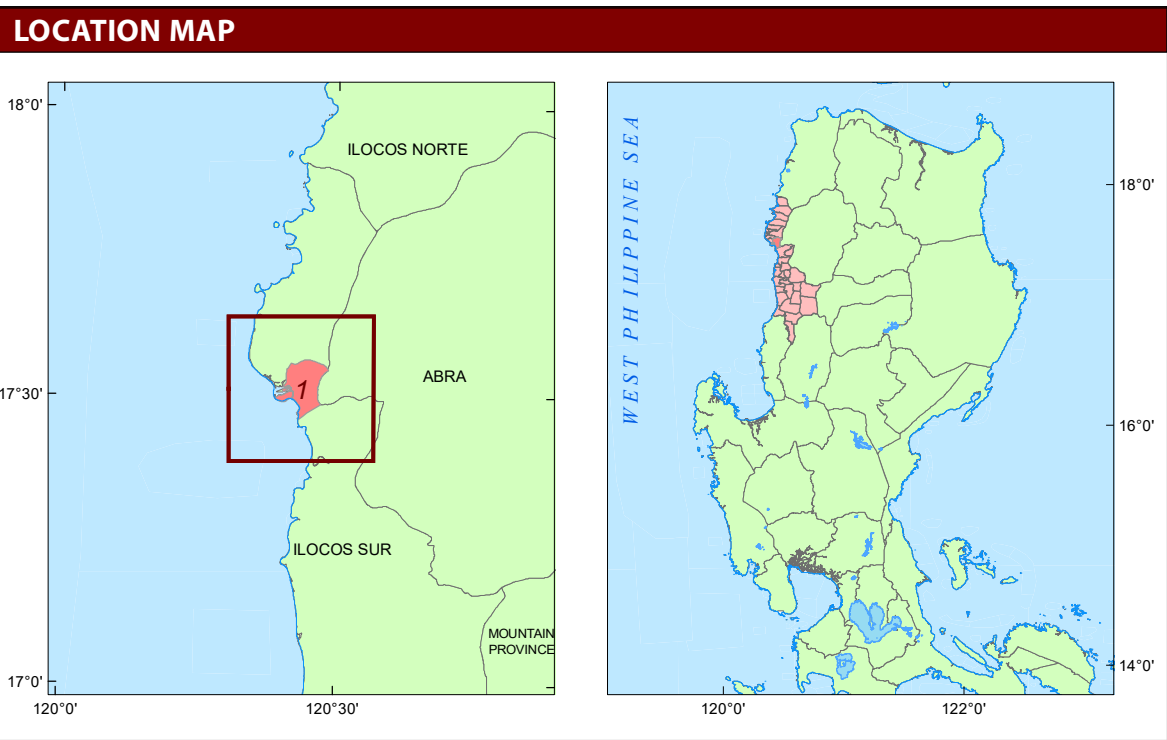 LOCATION MAP
18°0'
ILOCOS NORTE
17°30'
1
ABRA
ILOCOS SUR
MOUNTAIN
PROVINCE
17°0'
120°0'
120°30'
WEST PHILIPPINE SEA
18°0'
16°0'
14°0'
120°0'
122°0'